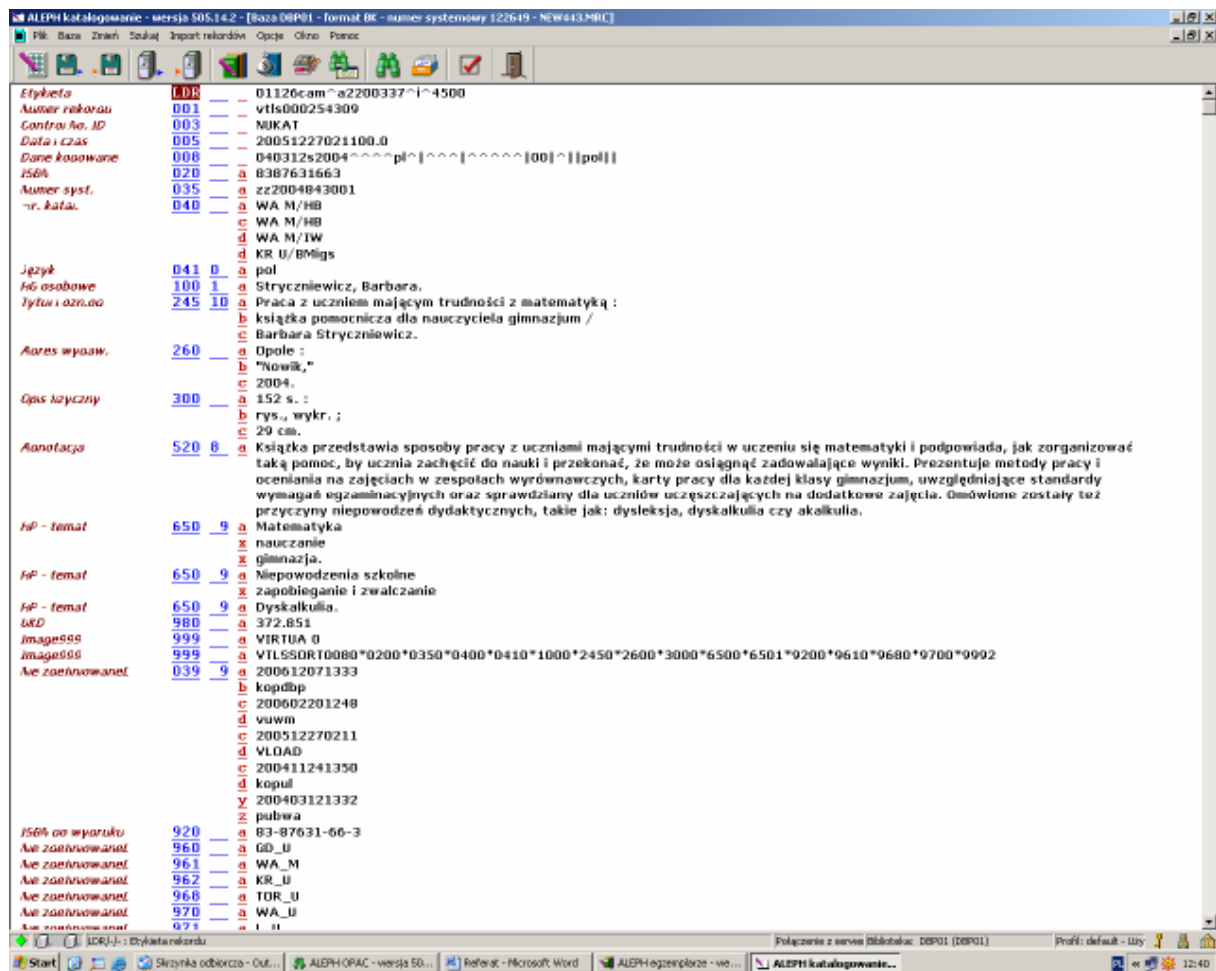 ALEPH katalogowanie - wersja 505.14.2 - [Baza DBP01 - format BK - numer systemowy 122649 - NEW443.MRC]
Plik Baza Zmień Szukaj Import rekordów Opcje Okno Pomoc
Etykieta LDR 01126cam^a2200337^i^4500
Numer rekordu 001 vtls000254309
Control No. ID 003 NUKAT
Data i czas 005 20051227021100.0
Dane kodowane 008 040312s2004^^^^pl^|^^^|^^^^^|00|^||pol||
ISBN 020 a 8387631663
Numer syst. 035 a zz2004843001
040 a WA M/HB
c WA M/HB
d WA M/IW
d KR U/BMigs
Język 041 0 a pol
HG osobowe 100 1 a Stryczniewicz, Barbara.
Tytuł i ozn.od 245 10 a Praca z uczniem mającym trudności z matematyką :
b książka pomocnicza dla nauczyciela gimnazjum /
c Barbara Stryczniewicz.
Adres wydaw. 260 a Opole :
b "Nowik,"
c 2004.
Opis fizyczny 300 a 152 s. :
b rys., wykr. ;
c 29 cm.
Adnotacja 520 8 a Książka przedstawia sposoby pracy z uczniami mającymi trudności w uczeniu się matematyki i podpowiada, jak zorganizować
taką pomoc, by ucznia zachęcić do nauki i przekonać, że może osiągnąć zadowalające wyniki. Prezentuje metody pracy i
oceniania na zajęciach w zespołach wyrównawczych, karty pracy dla każdej klasy gimnazjum, uwzględniające standardy
wymagań egzaminacyjnych oraz sprawdziany dla uczniów uczęszczających na dodatkowe zajęcia. Omówione zostały też
przyczyny niepowodzeń dydaktycznych, takie jak: dysleksja, dyskalkulia czy akalkulia.
HP - temat 650 9 a Matematyka
x nauczanie
x gimnazja.
HP - temat 650 9 a Niepowodzenia szkolne
x zapobieganie i zwalczanie
HP - temat 650 9 a Dyskalkulia.
UKD 980 a 372.851
Image999 999 a VIRTUA 0
Image999 999 a VTLSSORT0080*0200*0350*0400*0410*1000*2450*2600*3000*6500*6501*9200*9610*9680*9700*9992
Nie zdefiniowane! 039 9 a 200612071333
b kopdbp
c 200602201248
d vuwm
c 200512270211
d VLOAD
c 200411241350
d kopul
y 200403121332
z pubwa
ISBN do wydruku 920 a 83-87631-66-3
Nie zdefiniowane! 960 a GD_U
Nie zdefiniowane! 961 a WA_M
Nie zdefiniowane! 962 a KR_U
Nie zdefiniowane! 968 a TOR_U
Nie zdefiniowane! 970 a WA_U
Nie zdefiniowane! 971 a
LDR/-/- : Etykieta rekordu Połączenie z serwer Biblioteka: DBP01 (DBP01) Profil: default - Uży
Start Skrzynka odbiorcza - Out... ALEPH OPAC - wersja 50... Referat - Microsoft Word ALEPH egzemplarze - we... ALEPH katalogowanie... PL 12:40